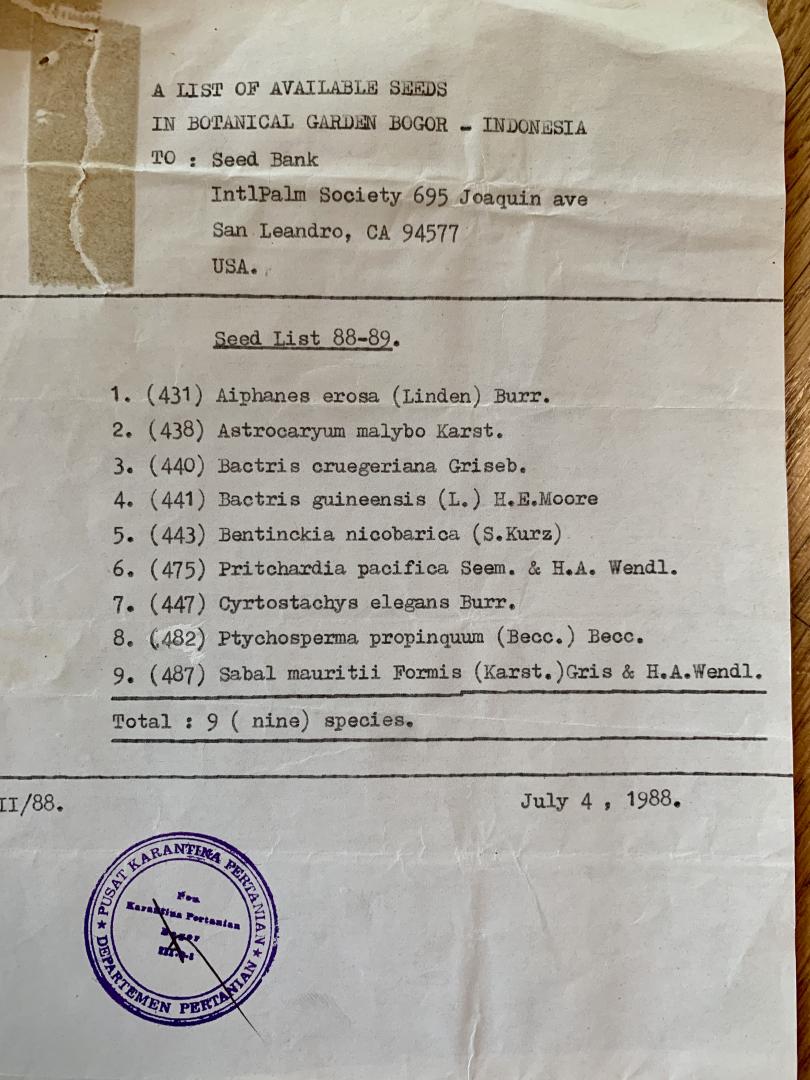 A LIST OF AVAILABLE SEEDS
IN BOTANICAL GARDEN BOGOR - INDONESIA
TO : Seed Bank
IntlPalm Society 695 Joaquin ave
San Leandro, CA 94577
USA.
Seed List 88-89.
1. (431) Aiphanes erosa (Linden) Burr.
2. (438) Astrocaryum malybo Karst.
3. (440) Bactris cruegeriana Griseb.
4. (441) Bactris guineensis (L.) H.E.Moore
5. (443) Bentinckia nicobarica (S.Kurz)
6. (475) Pritchardia pacifica Seem. & H.A. Wendl.
7. (447) Cyrtostachys elegans Burr.
8. (482) Ptychosperma propinquum (Becc.) Becc.
9. (487) Sabal mauritii Formis (Karst.)Gris & H.A.Wendl.
Total : 9 ( nine) species.
II/88. July 4 , 1988.
PUSAT KARANTINA PERTANIAN
Karantina Pertanian
Bogor
★ DEPARTEMEN PERTANIAN ★